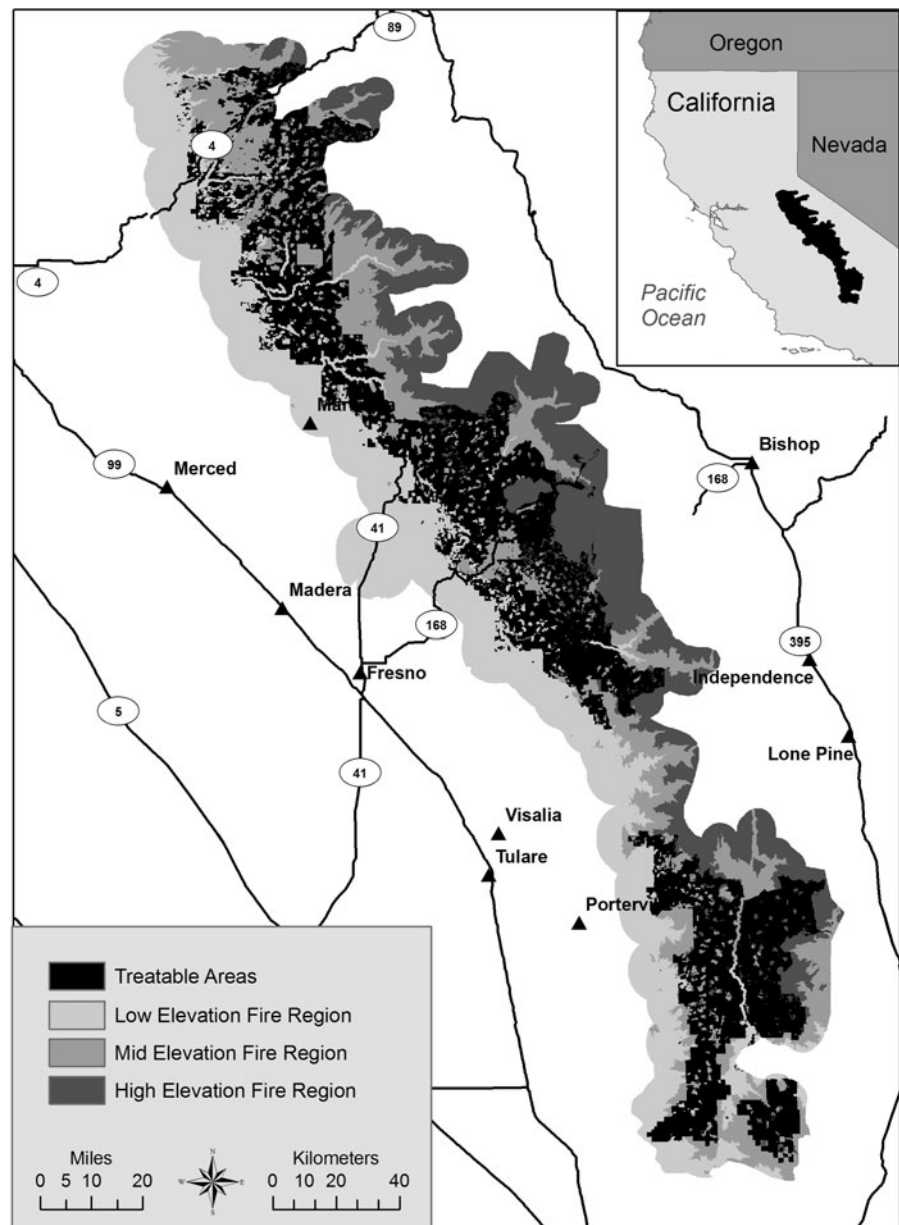 89
Oregon
California
Nevada
4
4
Pacific
Ocean
Bishop
99
Merced
168
41
Madera
168
395
Fresno
Independence
5
Lone Pine
41
Visalia
Tulare
Treatable Areas
Low Elevation Fire Region
Mid Elevation Fire Region
High Elevation Fire Region
Miles
Kilometers
0 5 10 20
0 10 20 40
N
W
E
S